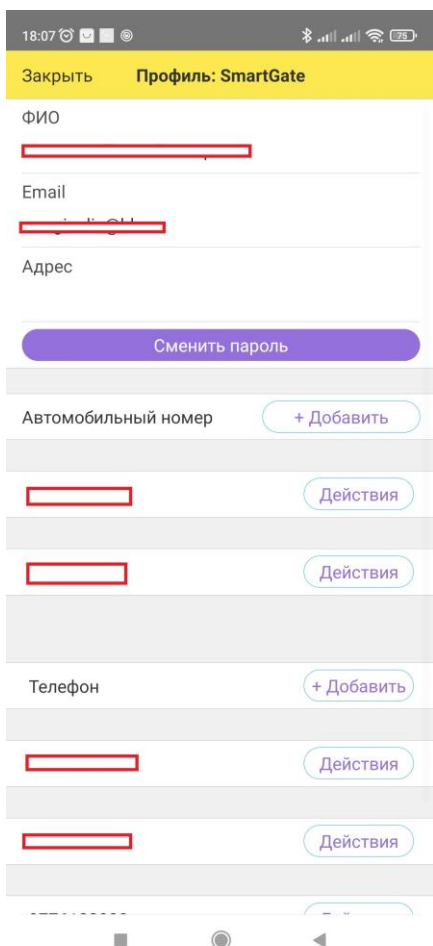 18:07
75
Закрыть Профиль: SmartGate
ФИО
Email
Адрес
Сменить пароль
Автомобильный номер + Добавить
Действия
Действия
Телефон + Добавить
Действия
Действия